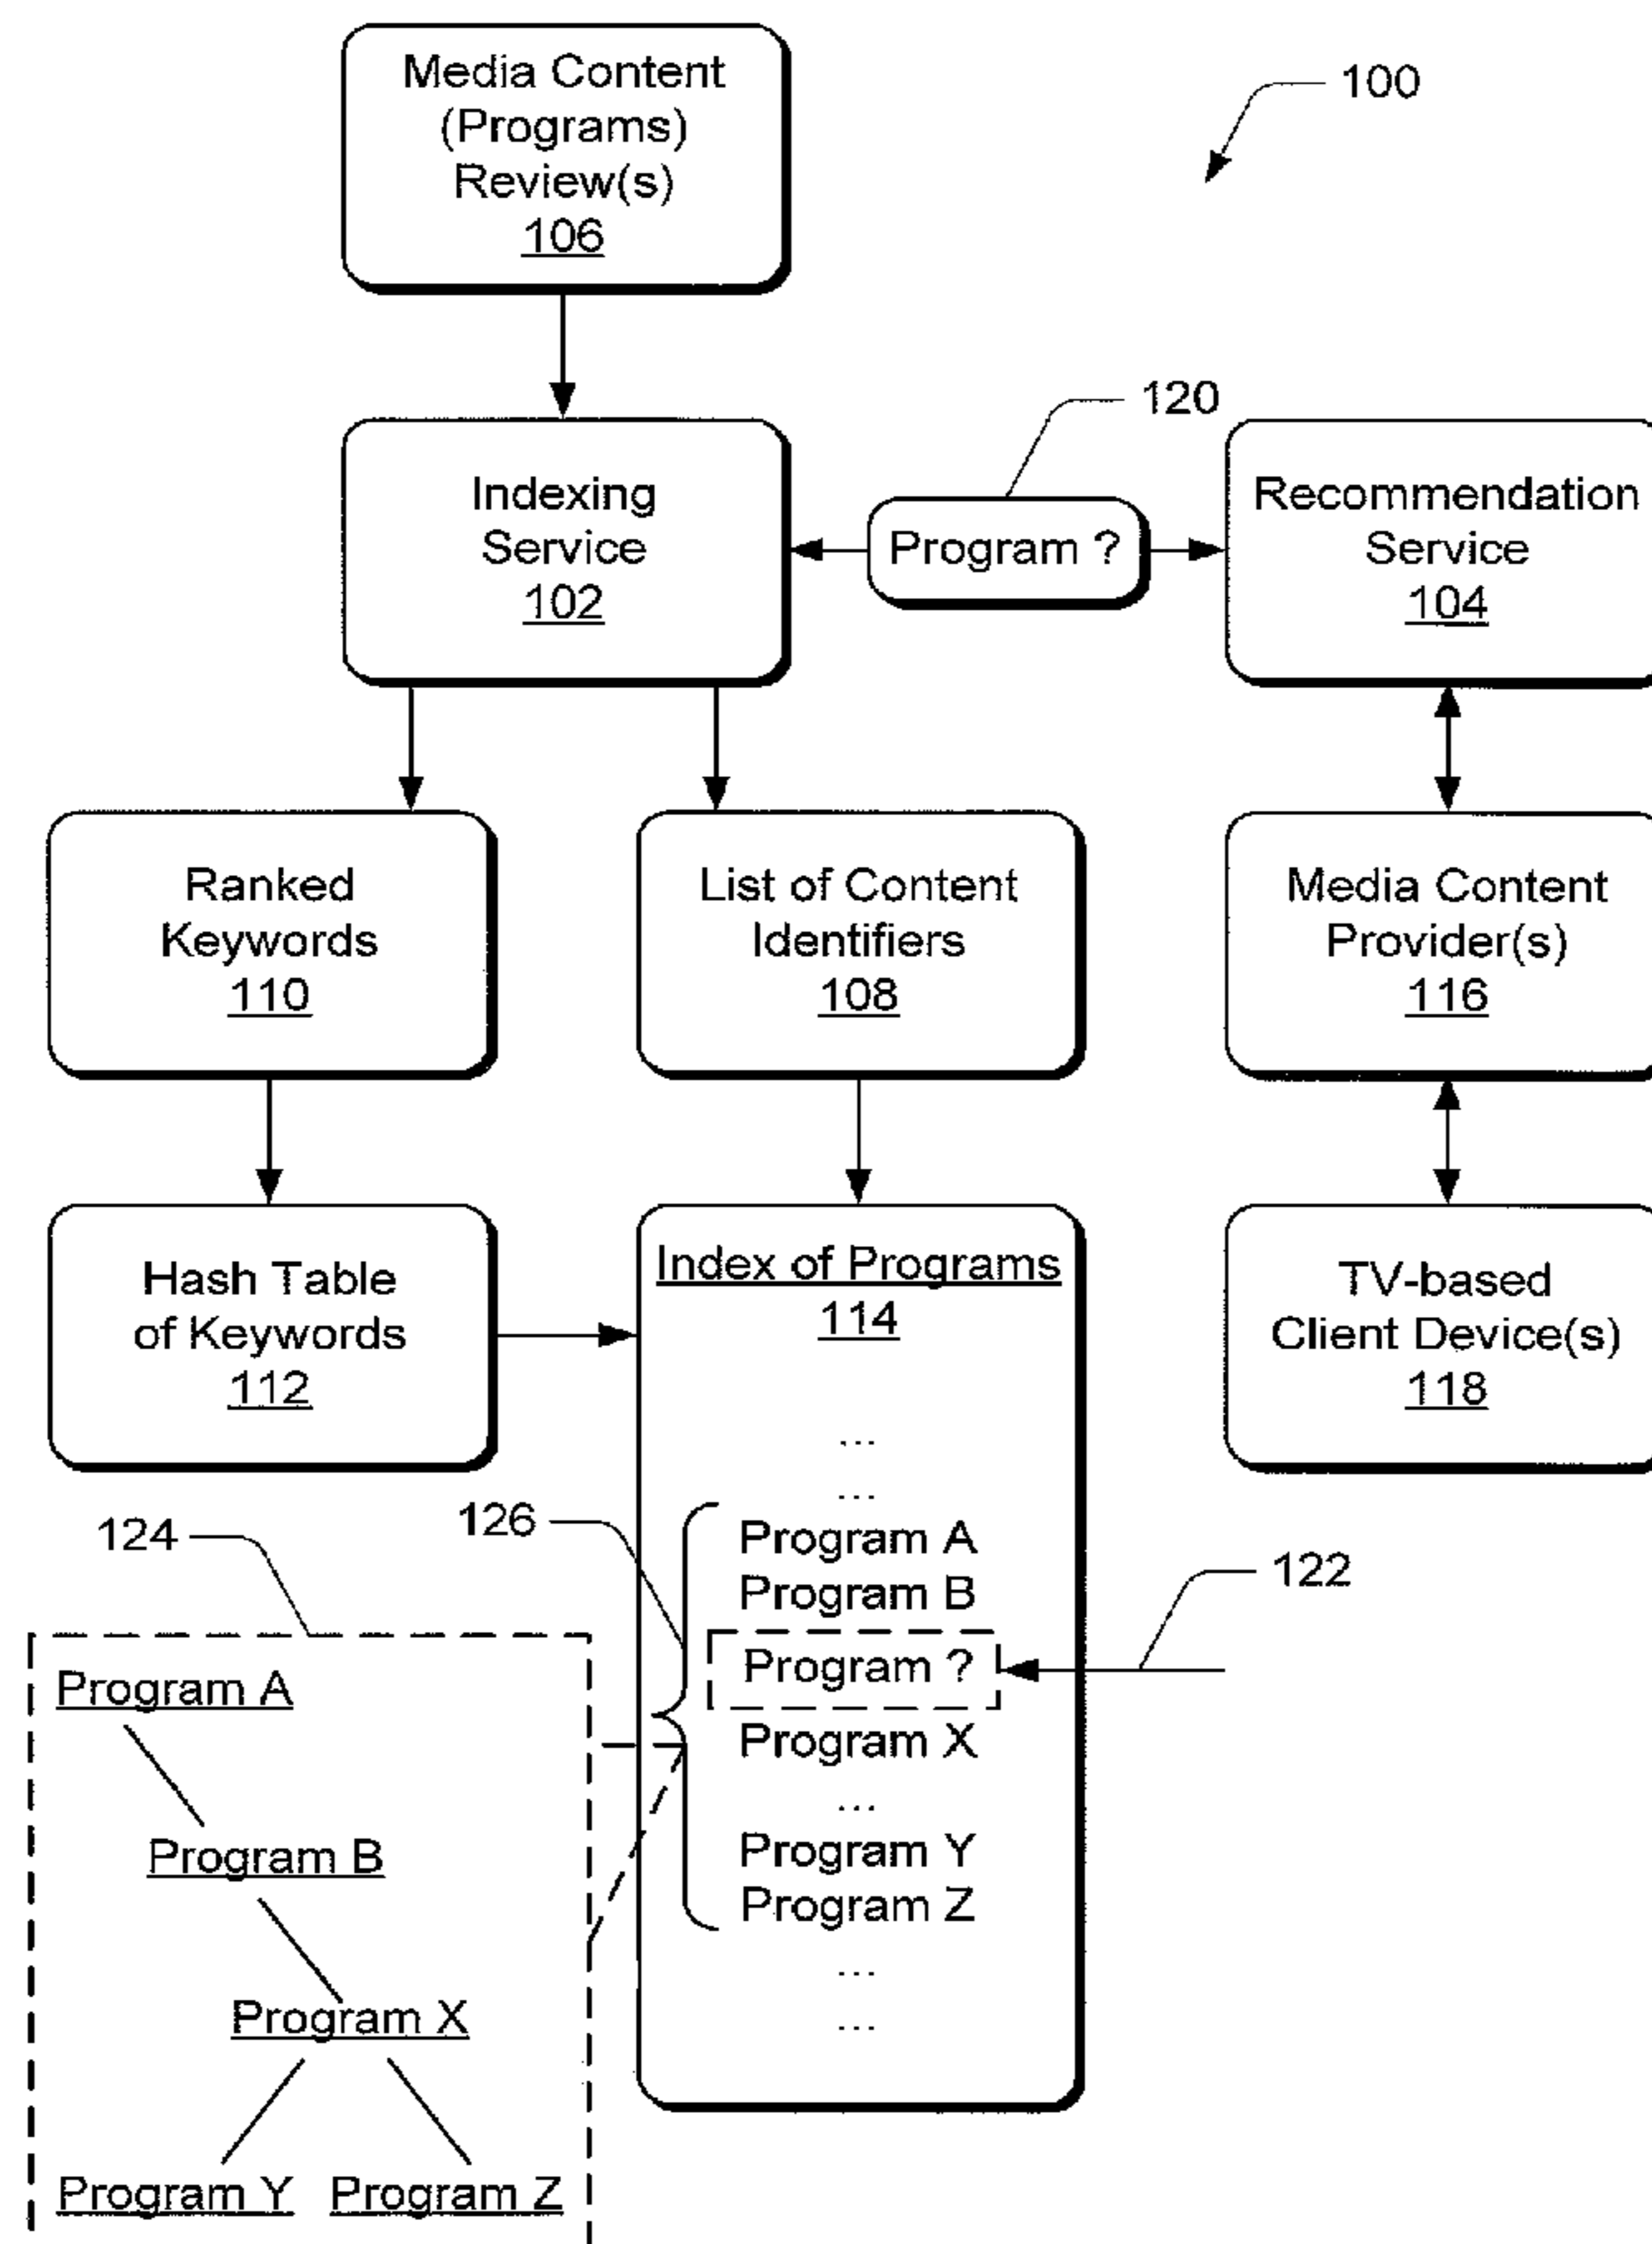 Media Content
(Programs)
Review(s)
106
100
120
Indexing
Service
102
Program ?
Recommendation
Service
104
Ranked
Keywords
110
List of Content
Identifiers
108
Media Content
Provider(s)
116
Hash Table
of Keywords
112
Index of Programs
114
...
...
Program A
Program B
Program ?
Program X
...
Program Y
Program Z
...
...
TV-based
Client Device(s)
118
124
126
122
Program A
Program B
Program X
Program Y Program Z